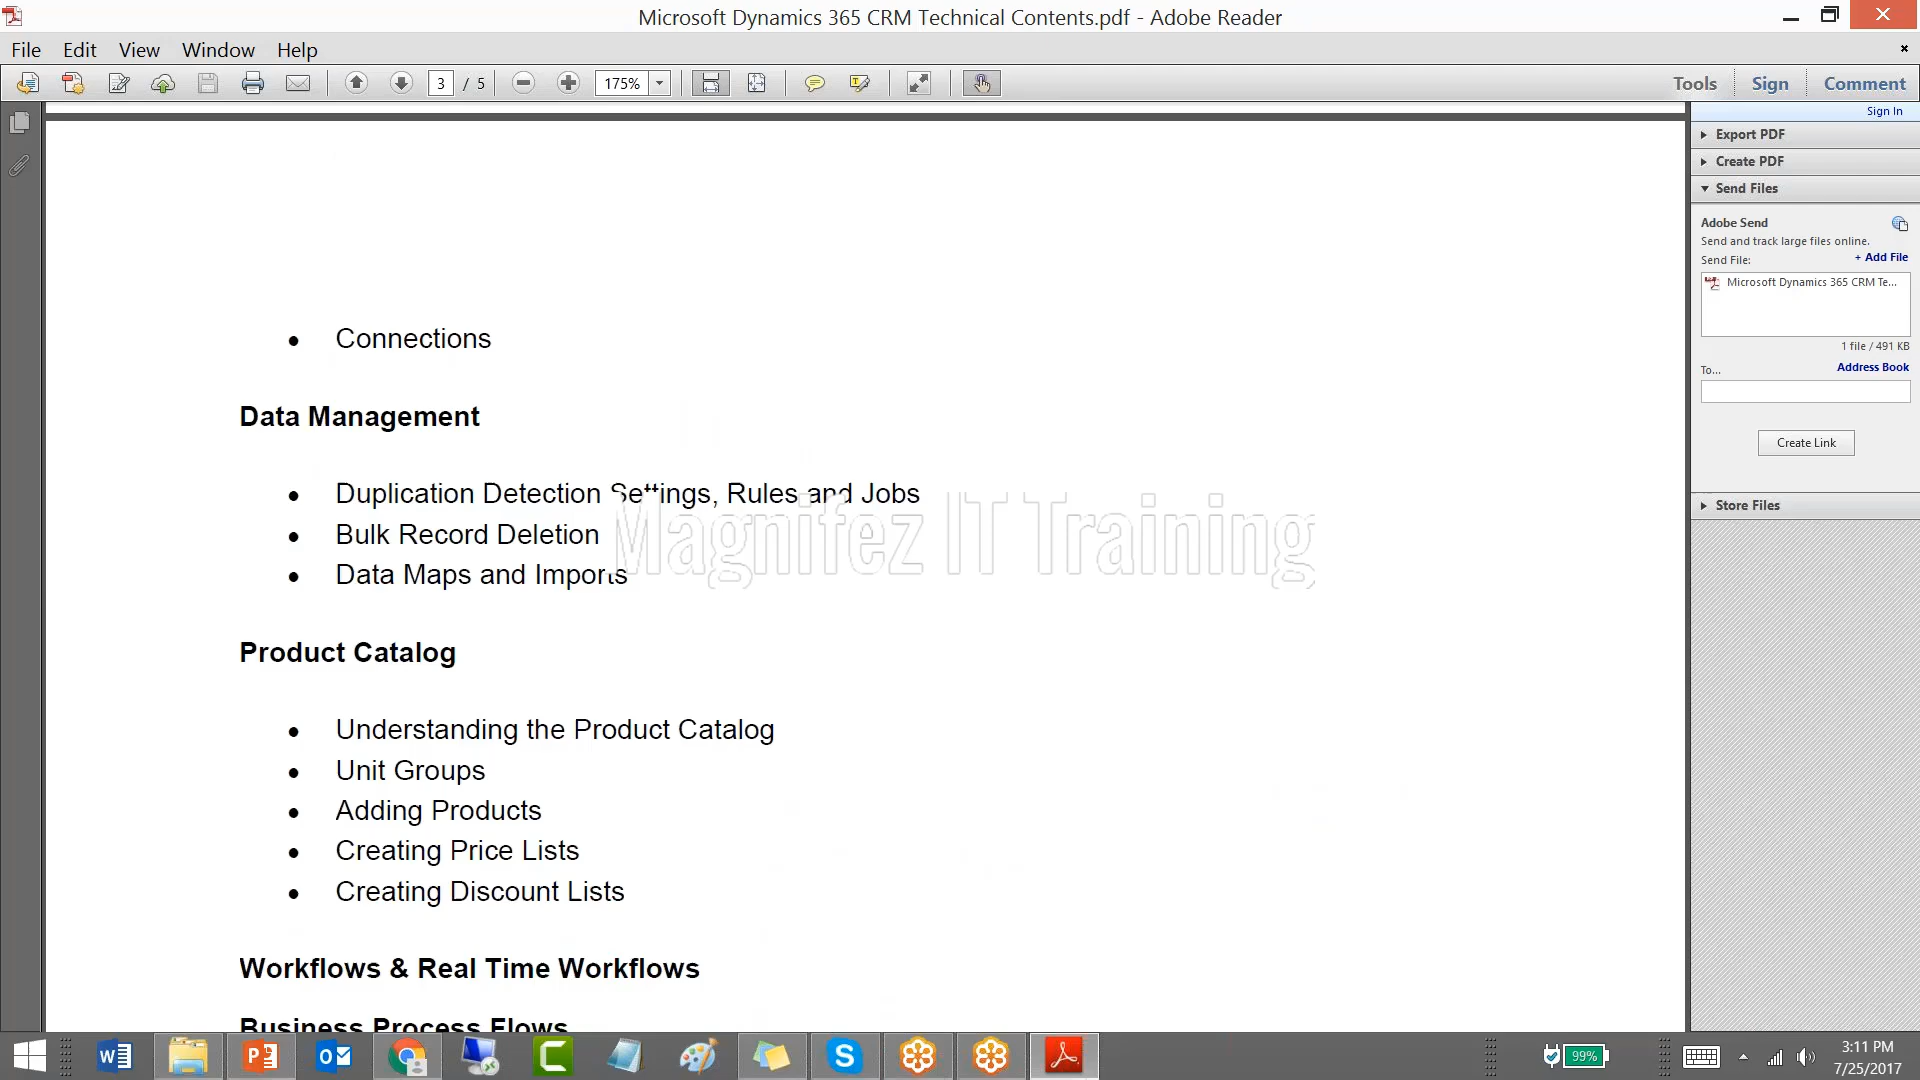 Microsoft Dynamics 365 CRM Technical Contents.pdf - Adobe Reader
File Edit View Window Help
3 / 5 175% Tools Sign Comment
Sign In
Export PDF
Create PDF
Send Files
Adobe Send
Send and track large files online.
Send File: + Add File
Microsoft Dynamics 365 CRM Te...
1 file / 491 KB
To... Address Book
Create Link
Store Files
• Connections
Data Management
• Duplication Detection Settings, Rules and Jobs
• Bulk Record Deletion
• Data Maps and Imports
Magnifez IT Training
Product Catalog
• Understanding the Product Catalog
• Unit Groups
• Adding Products
• Creating Price Lists
• Creating Discount Lists
Workflows & Real Time Workflows
Business Process Flows
99%
3:11 PM
7/25/2017